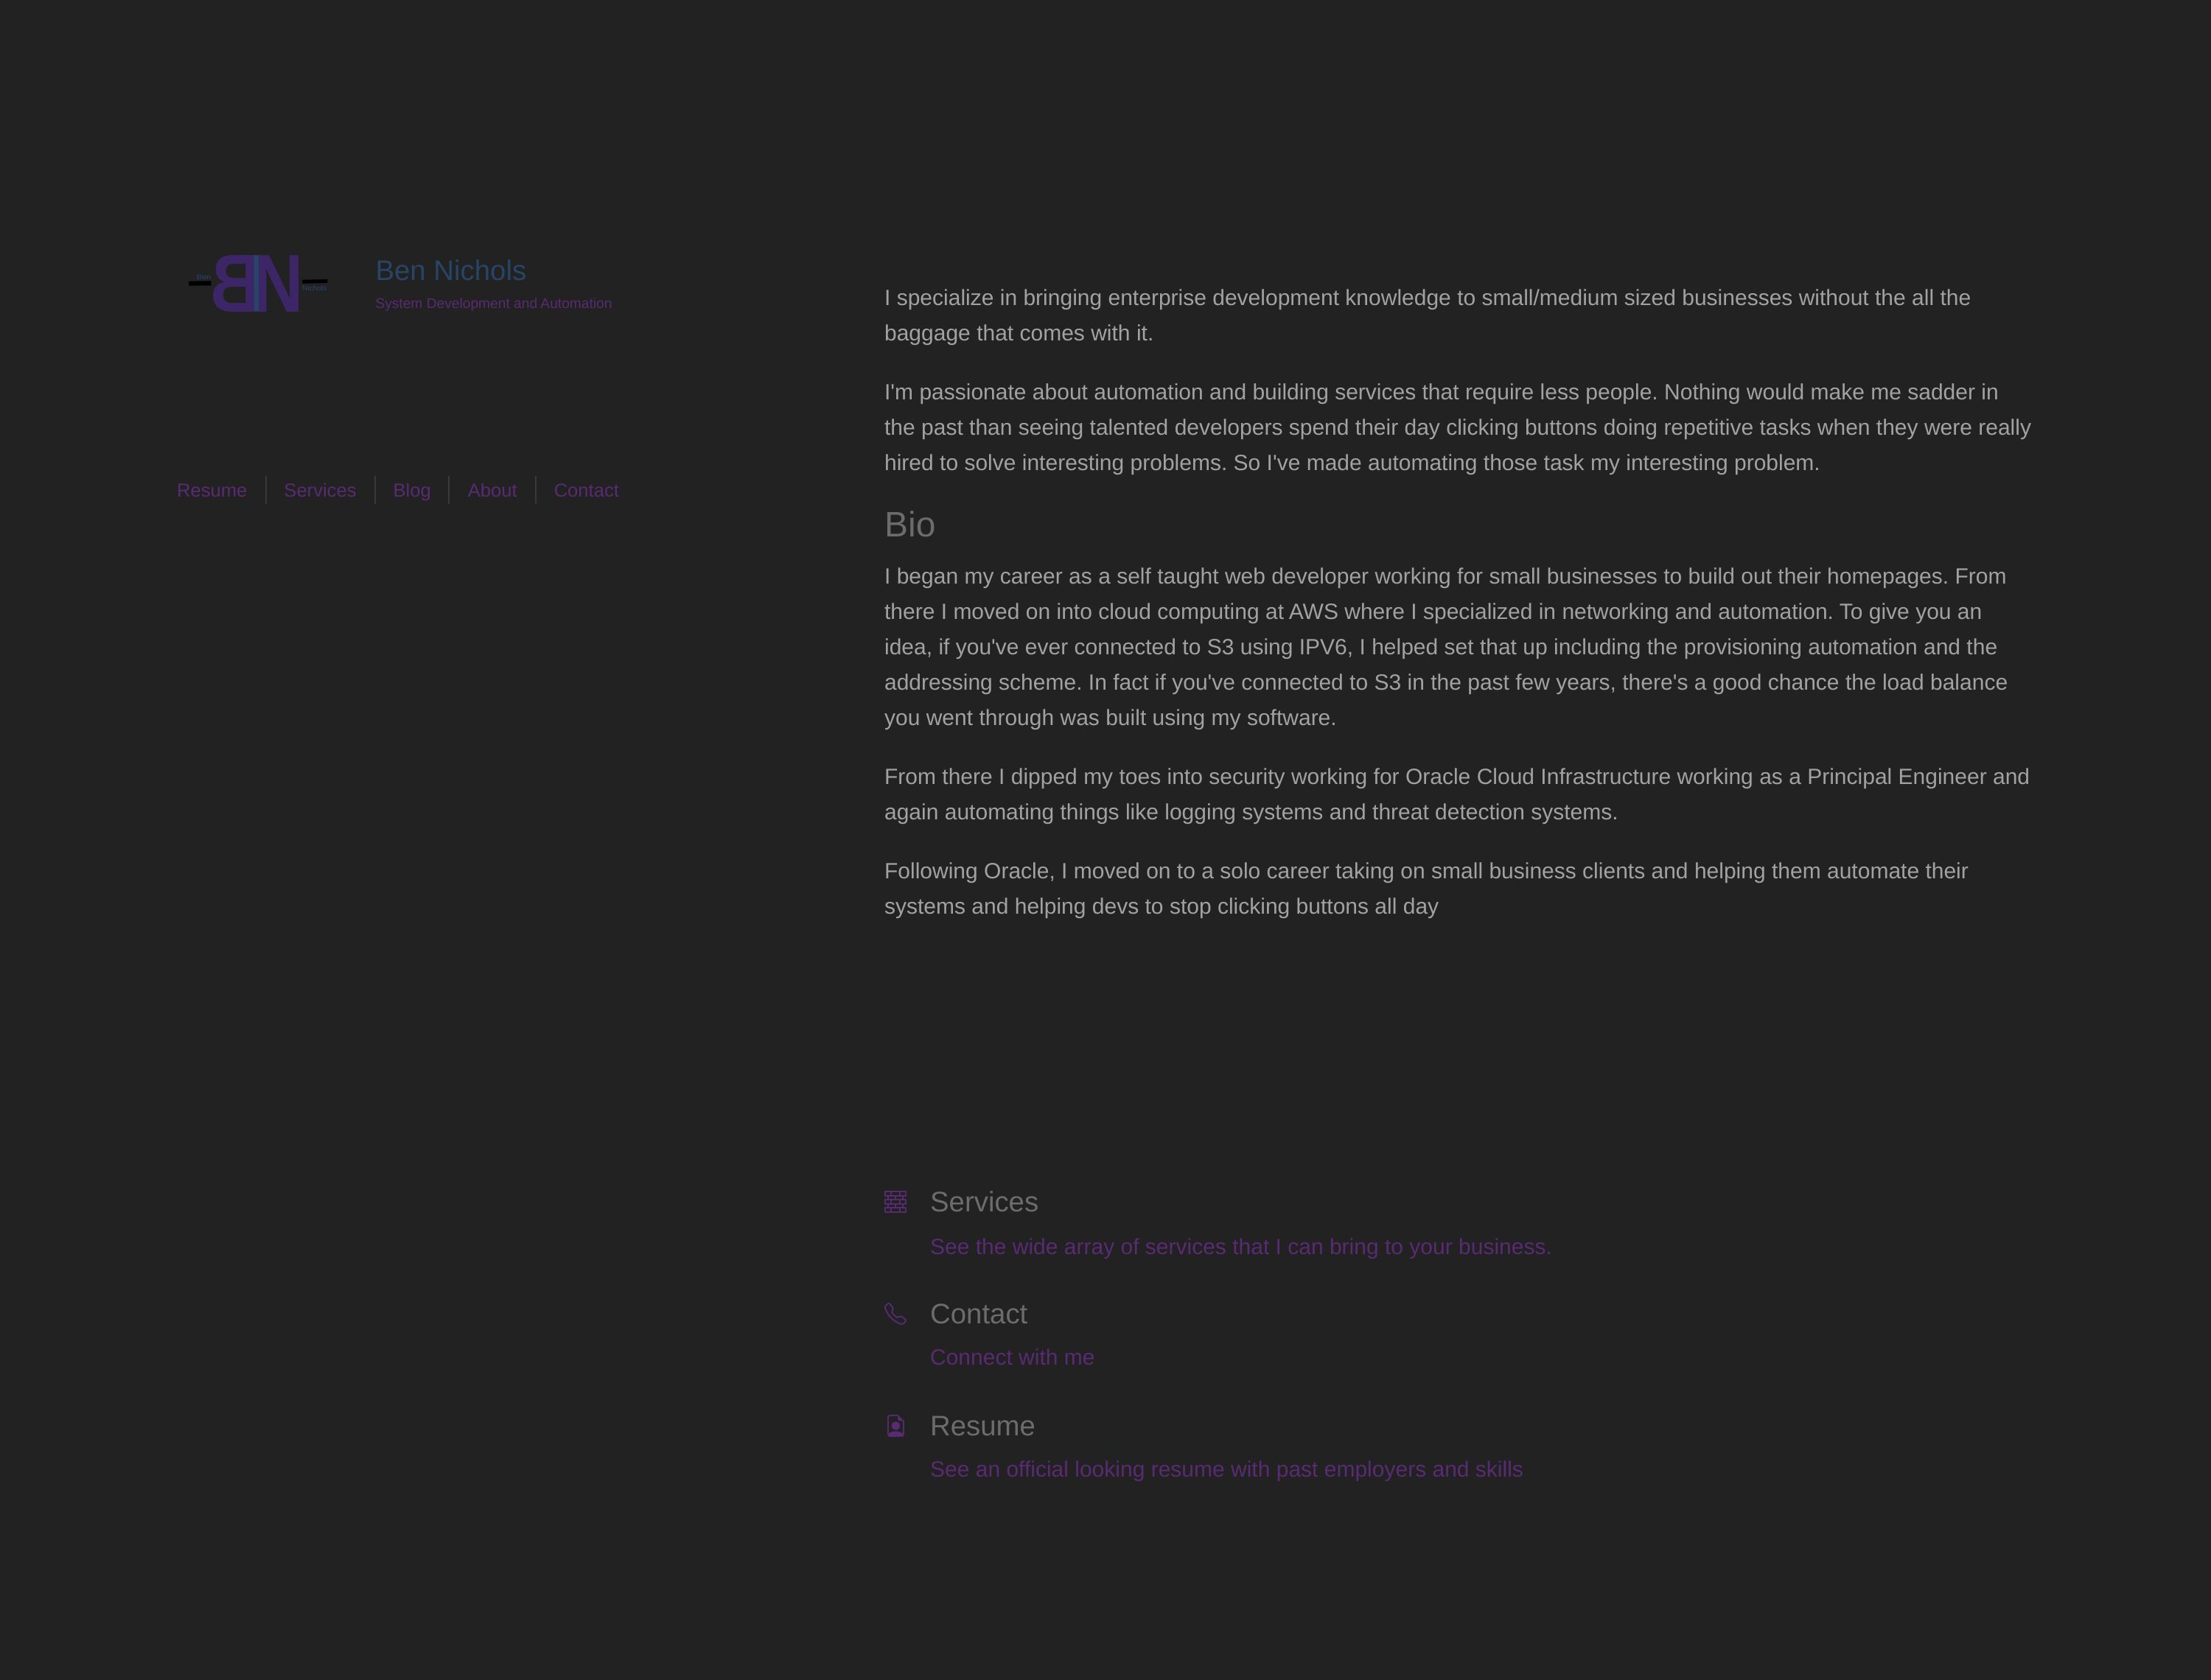 Ben
BN
Nichols
Ben Nichols
System Development and Automation
Resume
Services
Blog
About
Contact
I specialize in bringing enterprise development knowledge to small/medium sized businesses without the all the
baggage that comes with it.
I'm passionate about automation and building services that require less people. Nothing would make me sadder in
the past than seeing talented developers spend their day clicking buttons doing repetitive tasks when they were really
hired to solve interesting problems. So I've made automating those task my interesting problem.
Bio
I began my career as a self taught web developer working for small businesses to build out their homepages. From
there I moved on into cloud computing at AWS where I specialized in networking and automation. To give you an
idea, if you've ever connected to S3 using IPV6, I helped set that up including the provisioning automation and the
addressing scheme. In fact if you've connected to S3 in the past few years, there's a good chance the load balance
you went through was built using my software.
From there I dipped my toes into security working for Oracle Cloud Infrastructure working as a Principal Engineer and
again automating things like logging systems and threat detection systems.
Following Oracle, I moved on to a solo career taking on small business clients and helping them automate their
systems and helping devs to stop clicking buttons all day
Services
See the wide array of services that I can bring to your business.
Contact
Connect with me
Resume
See an official looking resume with past employers and skills